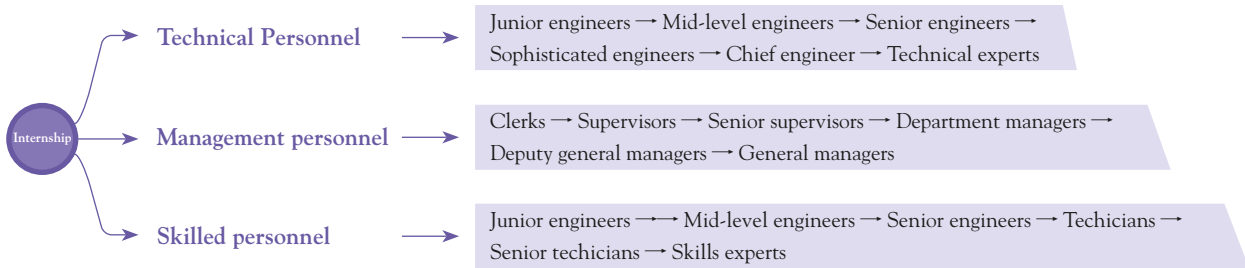 Internship
Technical Personnel
Junior engineers → Mid-level engineers → Senior engineers →
Sophisticated engineers → Chief engineer → Technical experts
Management personnel
Clerks → Supervisors → Senior supervisors → Department managers →
Deputy general managers → General managers
Skilled personnel
Junior engineers →→ Mid-level engineers → Senior engineers → Techicians →
Senior techicians → Skills experts